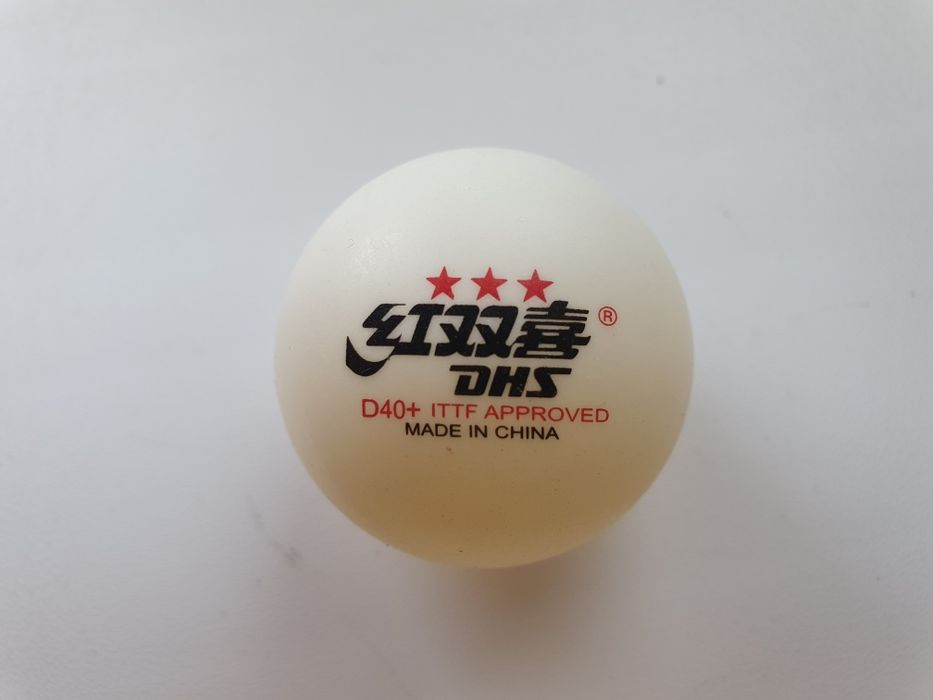 ★★★
红双喜®
DHS
D40+ ITTF APPROVED
MADE IN CHINA